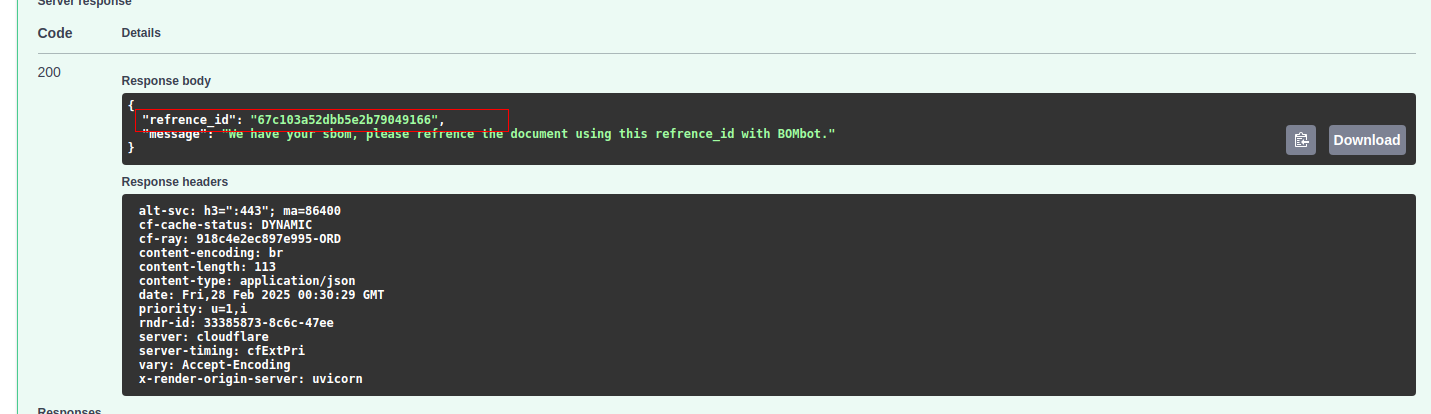 Server response
Code Details
200
Response body
{
"refrence_id": "67c103a52dbb5e2b79049166",
"message": "We have your sbom, please refrence the document using this refrence_id with BOMbot."
}
Download
Response headers
alt-svc: h3=":443"; ma=86400
cf-cache-status: DYNAMIC
cf-ray: 918c4e2ec897e995-ORD
content-encoding: br
content-length: 113
content-type: application/json
date: Fri,28 Feb 2025 00:30:29 GMT
priority: u=1,i
rndr-id: 33385873-8c6c-47ee
server: cloudflare
server-timing: cfExtPri
vary: Accept-Encoding
x-render-origin-server: uvicorn
Responses